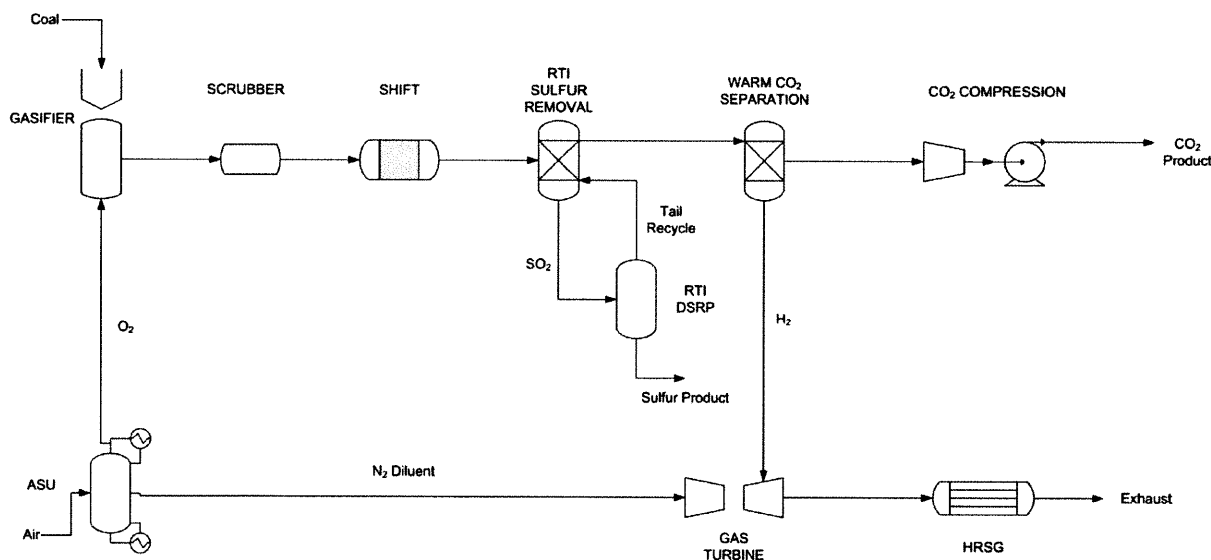 Coal
GASIFIER
SCRUBBER
SHIFT
RTI
SULFUR
REMOVAL
WARM CO₂
SEPARATION
CO₂ COMPRESSION
CO₂
Product
Tail
Recycle
SO₂
RTI
DSRP
O₂
H₂
Sulfur Product
ASU
Air
N₂ Diluent
GAS
TURBINE
HRSG
Exhaust